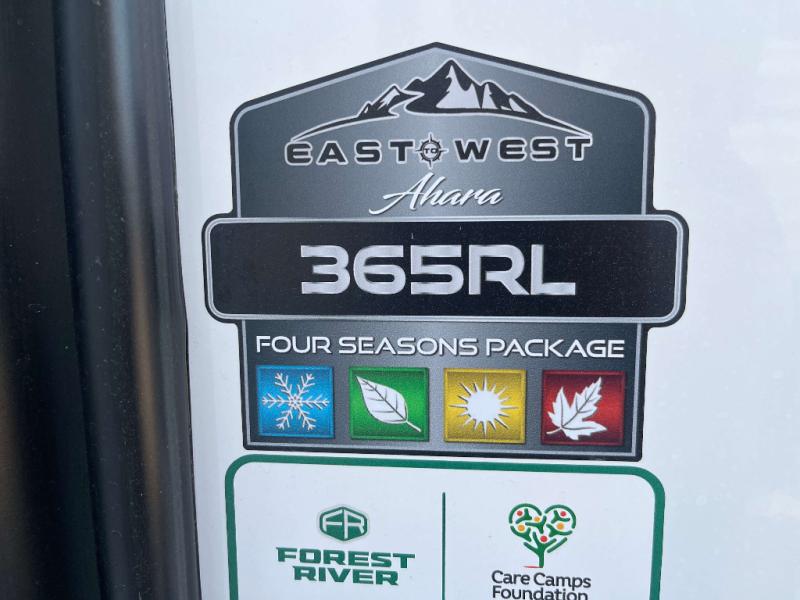 EAST TO WEST
Ahara
365RL
FOUR SEASONS PACKAGE
FR
FOREST
RIVER
Care Camps
Foundation